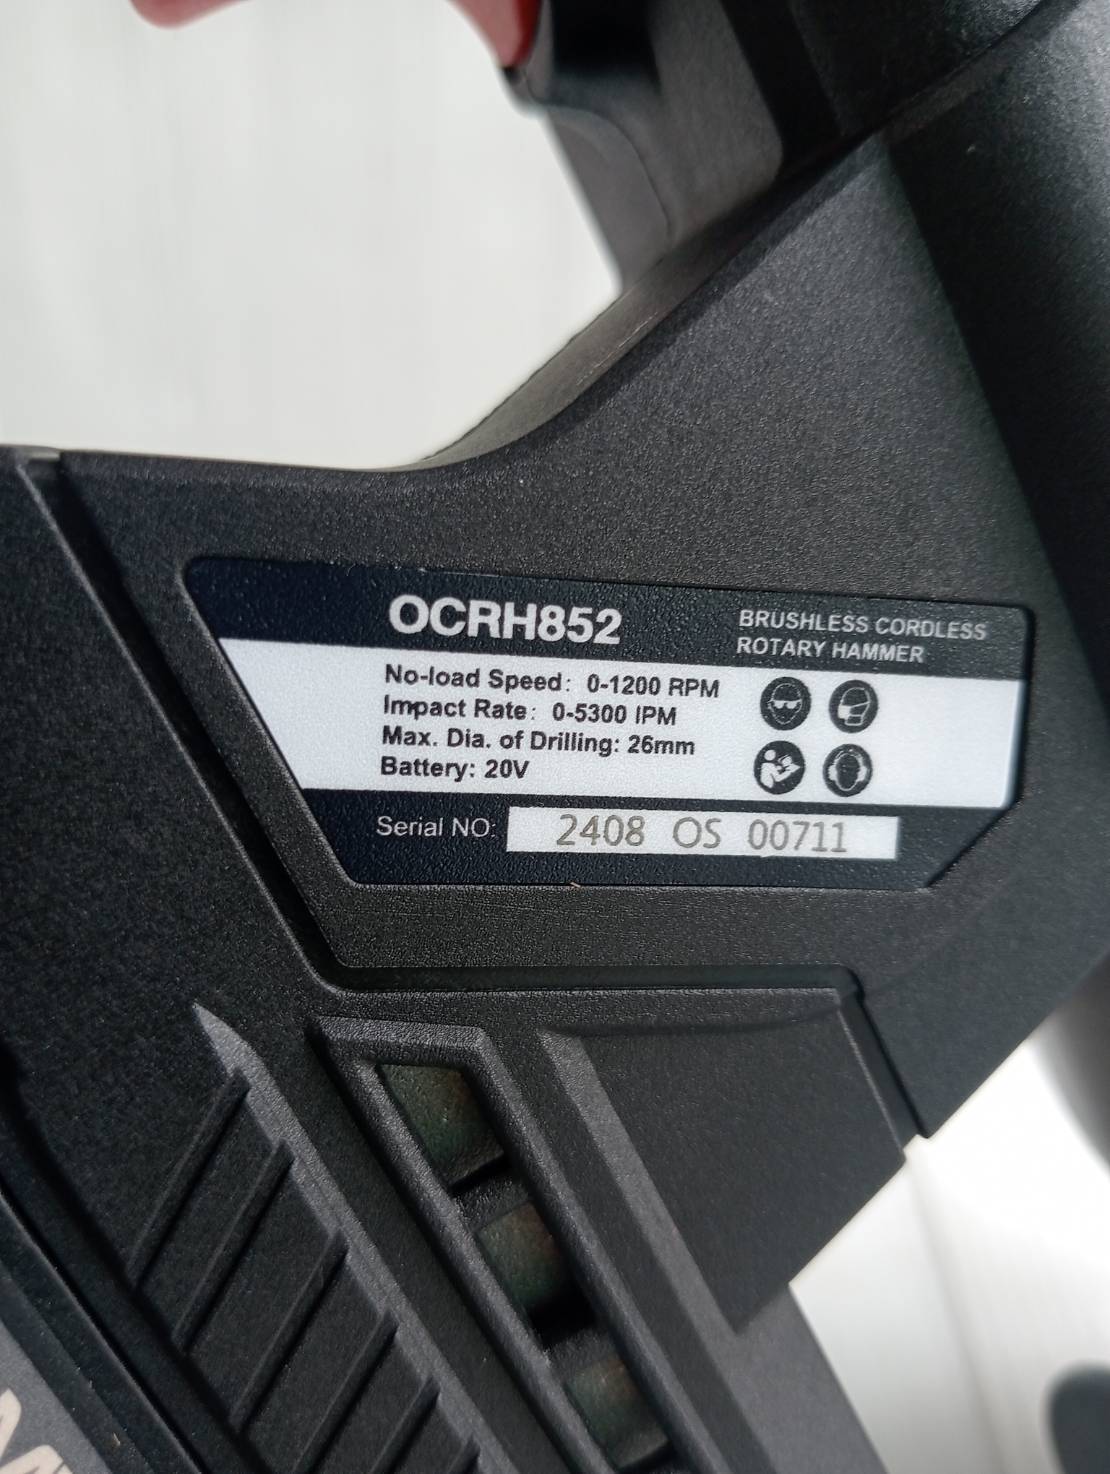 OCRH852
BRUSHLESS CORDLESS
ROTARY HAMMER
No-load Speed: 0-1200 RPM
Impact Rate: 0-5300 IPM
Max. Dia. of Drilling: 26mm
Battery: 20V
Serial NO: 2408 OS 00711